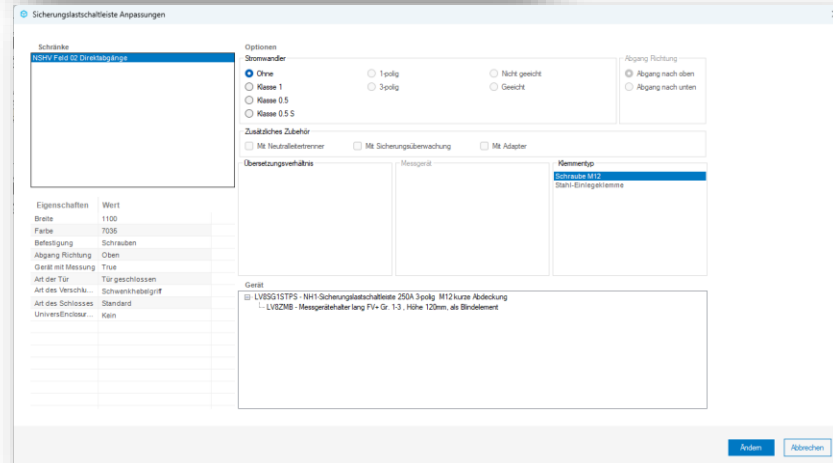 Sicherungslastschaltleiste Anpassungen
Schränke
NSHV Feld 02 Direktabgänge
Optionen
Stromwandler
Ohne
1-polig
Nicht geeicht
Klasse 1
3-polig
Geeicht
Klasse 0.5
Klasse 0.5 S
Abgang Richtung
Abgang nach oben
Abgang nach unten
Zusätzliches Zubehör
Mit Neutralleitertrenner
Mit Sicherungsüberwachung
Mit Adapter
Übersetzungsverhältnis
Messgerät
Klemmentyp
Schraube M12
Stahl-Einlegeklemme
Eigenschaften Wert
Breite 1100
Farbe 7035
Befestigung Schrauben
Abgang Richtung Oben
Gerät mit Messung True
Art der Tür Tür geschlossen
Art des Verschlu... Schwenkhebelgriff
Art des Schlosses Standard
UniversEnclosur... Kein
Gerät
LV8SG1STPS - NH1-Sicherungslastschaltleiste 250A 3-polig M12 kurze Abdeckung
LV8ZMB - Messgerätehalter lang FV+ Gr. 1-3 , Höhe 120mm, als Blindelement
Ändern
Abbrechen